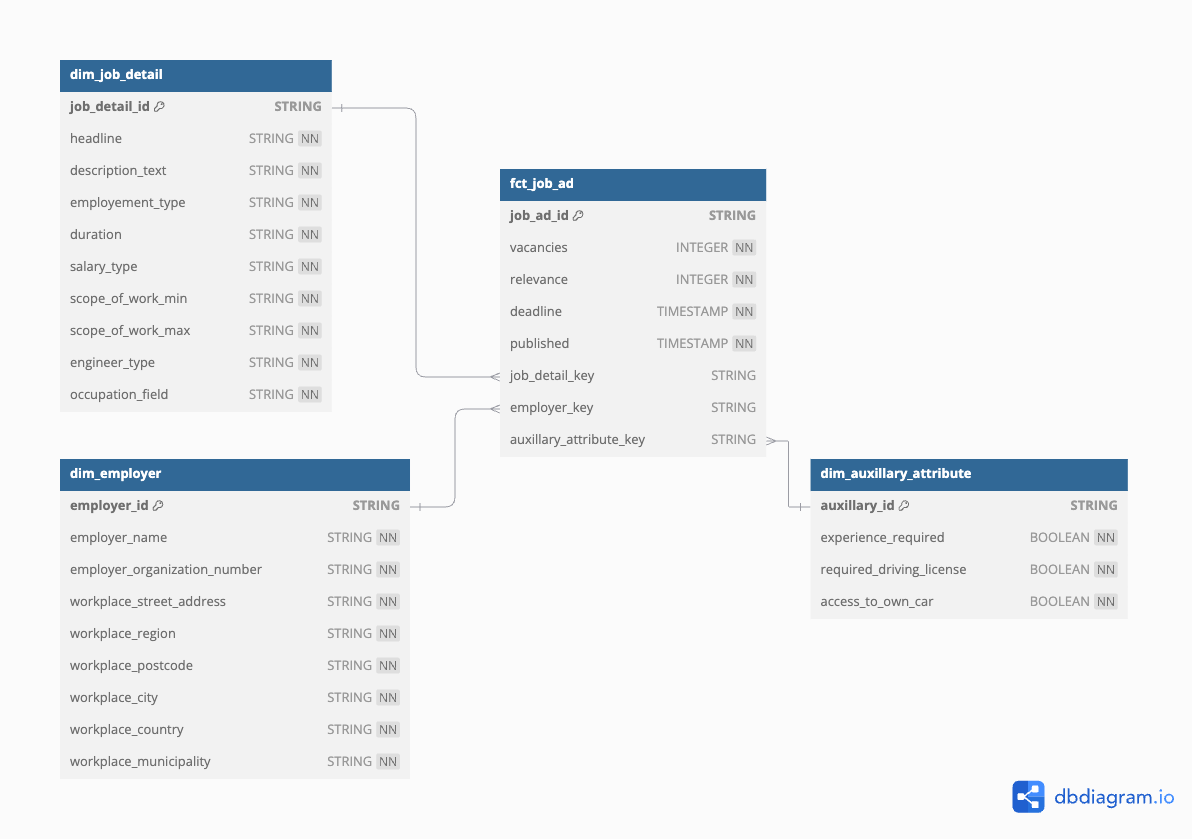 dim_job_detail
job_detail_id STRING
headline STRING NN
description_text STRING NN
employement_type STRING NN
duration STRING NN
salary_type STRING NN
scope_of_work_min STRING NN
scope_of_work_max STRING NN
engineer_type STRING NN
occupation_field STRING NN
fct_job_ad
job_ad_id STRING
vacancies INTEGER NN
relevance INTEGER NN
deadline TIMESTAMP NN
published TIMESTAMP NN
job_detail_key STRING
employer_key STRING
auxillary_attribute_key STRING
dim_employer
employer_id STRING
employer_name STRING NN
employer_organization_number STRING NN
workplace_street_address STRING NN
workplace_region STRING NN
workplace_postcode STRING NN
workplace_city STRING NN
workplace_country STRING NN
workplace_municipality STRING NN
dim_auxillary_attribute
auxillary_id STRING
experience_required BOOLEAN NN
required_driving_license BOOLEAN NN
access_to_own_car BOOLEAN NN
dbdiagram.io